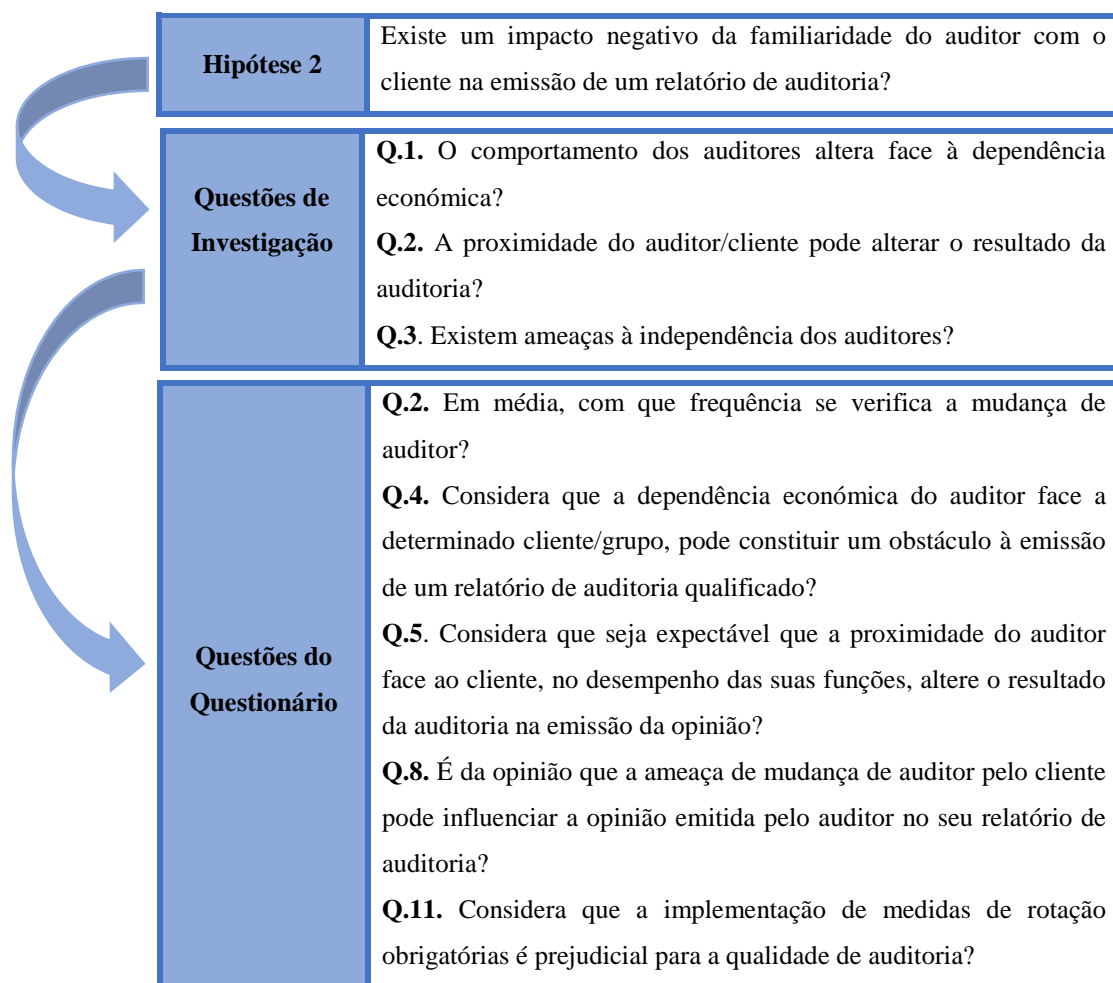 Hipótese 2
Existe um impacto negativo da familiaridade do auditor com o
cliente na emissão de um relatório de auditoria?
Questões de
Investigação
Q.1. O comportamento dos auditores altera face à dependência
económica?
Q.2. A proximidade do auditor/cliente pode alterar o resultado da
auditoria?
Q.3. Existem ameaças à independência dos auditores?
Questões do
Questionário
Q.2. Em média, com que frequência se verifica a mudança de
auditor?
Q.4. Considera que a dependência económica do auditor face a
determinado cliente/grupo, pode constituir um obstáculo à emissão
de um relatório de auditoria qualificado?
Q.5. Considera que seja expectável que a proximidade do auditor
face ao cliente, no desempenho das suas funções, altere o resultado
da auditoria na emissão da opinião?
Q.8. É da opinião que a ameaça de mudança de auditor pelo cliente
pode influenciar a opinião emitida pelo auditor no seu relatório de
auditoria?
Q.11. Considera que a implementação de medidas de rotação
obrigatórias é prejudicial para a qualidade de auditoria?